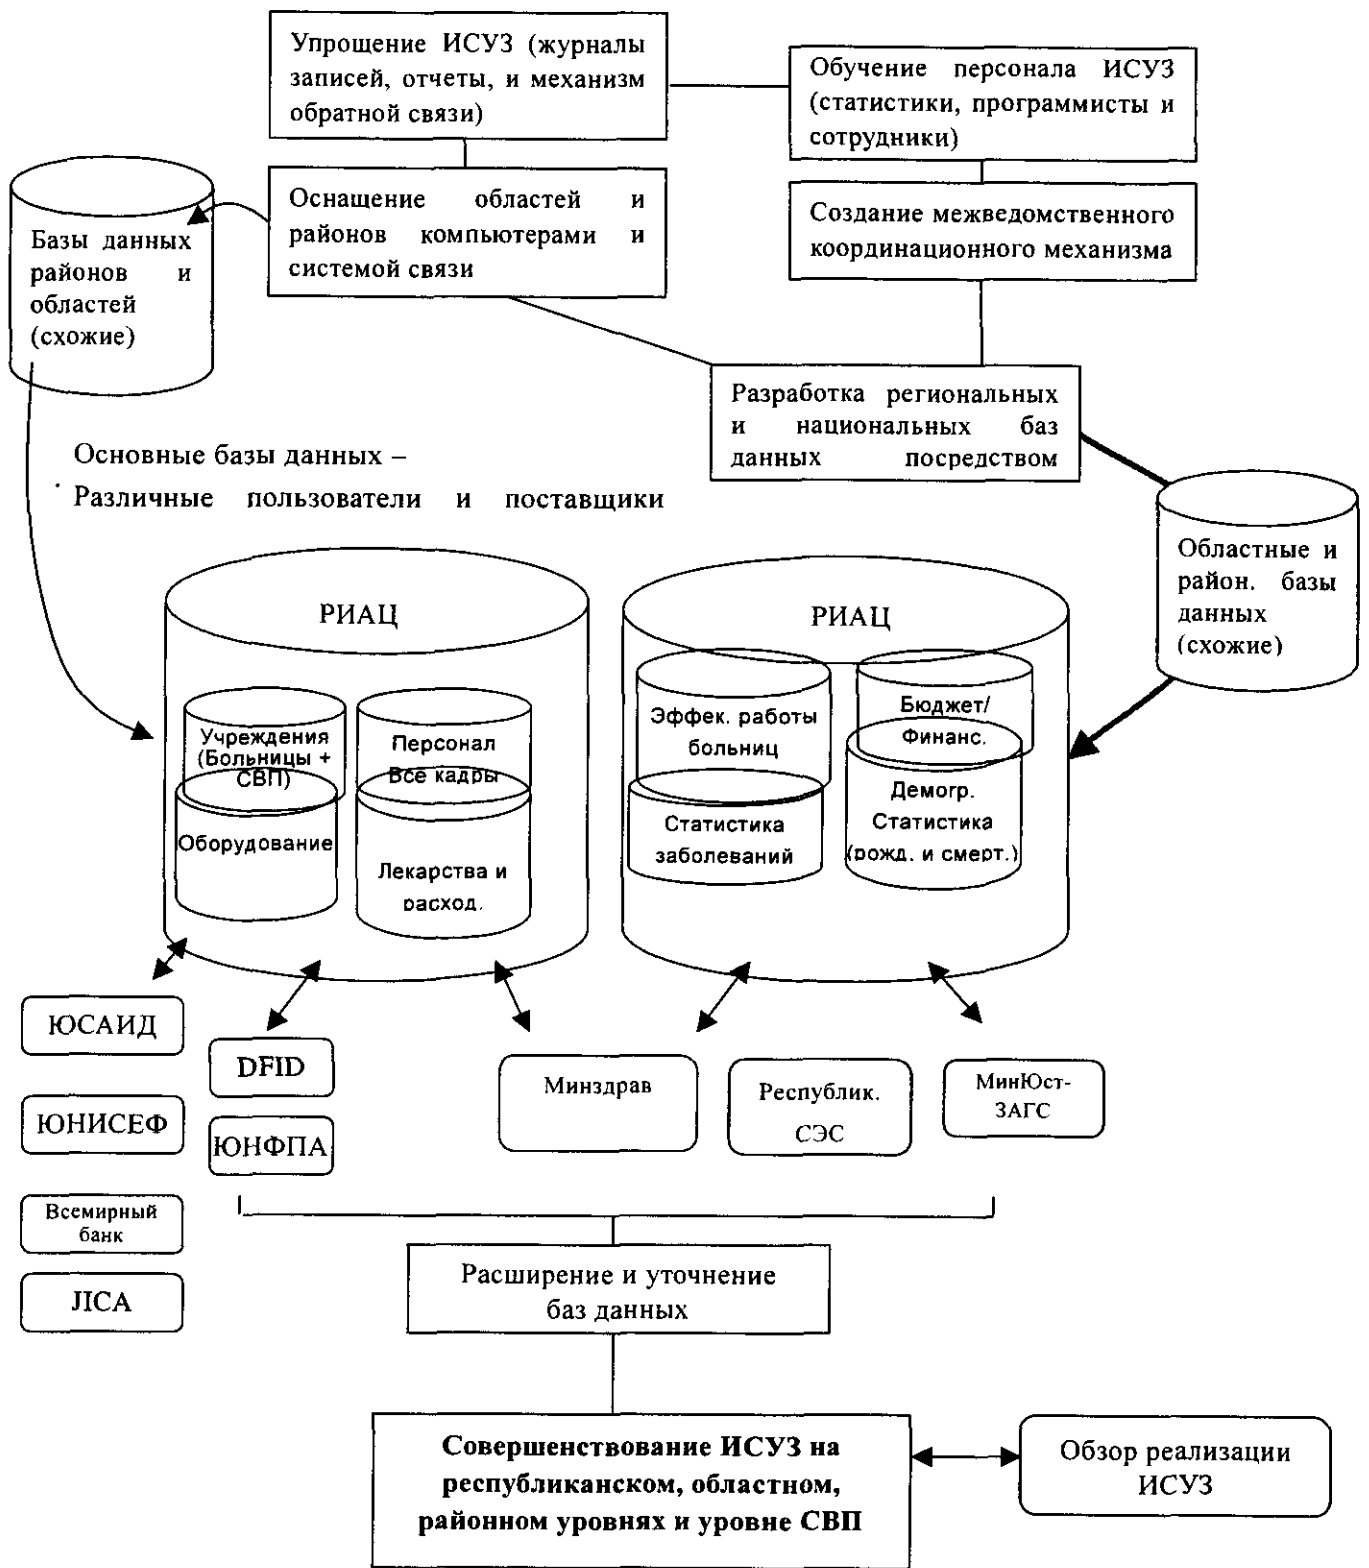 Упрощение ИСУЗ (журналы
записей, отчеты, и механизм
обратной связи)
Обучение персонала ИСУЗ
(статистики, программисты и
сотрудники)
Оснащение областей и
районов компьютерами и
системой связи
Создание межведомственного
координационного механизма
Базы данных
районов и
областей
(схожие)
Разработка региональных
и национальных баз
данных посредством
Основные базы данных –
Различные пользователи и поставщики
Областные и
район. базы
данных
(схожие)
РИАЦ
Учреждения
(Больницы +
СВП)
Оборудование
Персонал
Все кадры
Лекарства и
расход.
РИАЦ
Эффек. работы
больниц
Статистика
заболеваний
Бюджет/
Финанс.
Демогр.
Статистика
(рожд. и смерт.)
ЮСАИД
ЮНИСЕФ
Всемирный
банк
JICA
DFID
ЮНФПА
Минздрав
Республик.
СЭС
МинЮст-
ЗАГС
Расширение и уточнение
баз данных
Совершенствование ИСУЗ на
республиканском, областном,
районном уровнях и уровне СВП
Обзор реализации
ИСУЗ